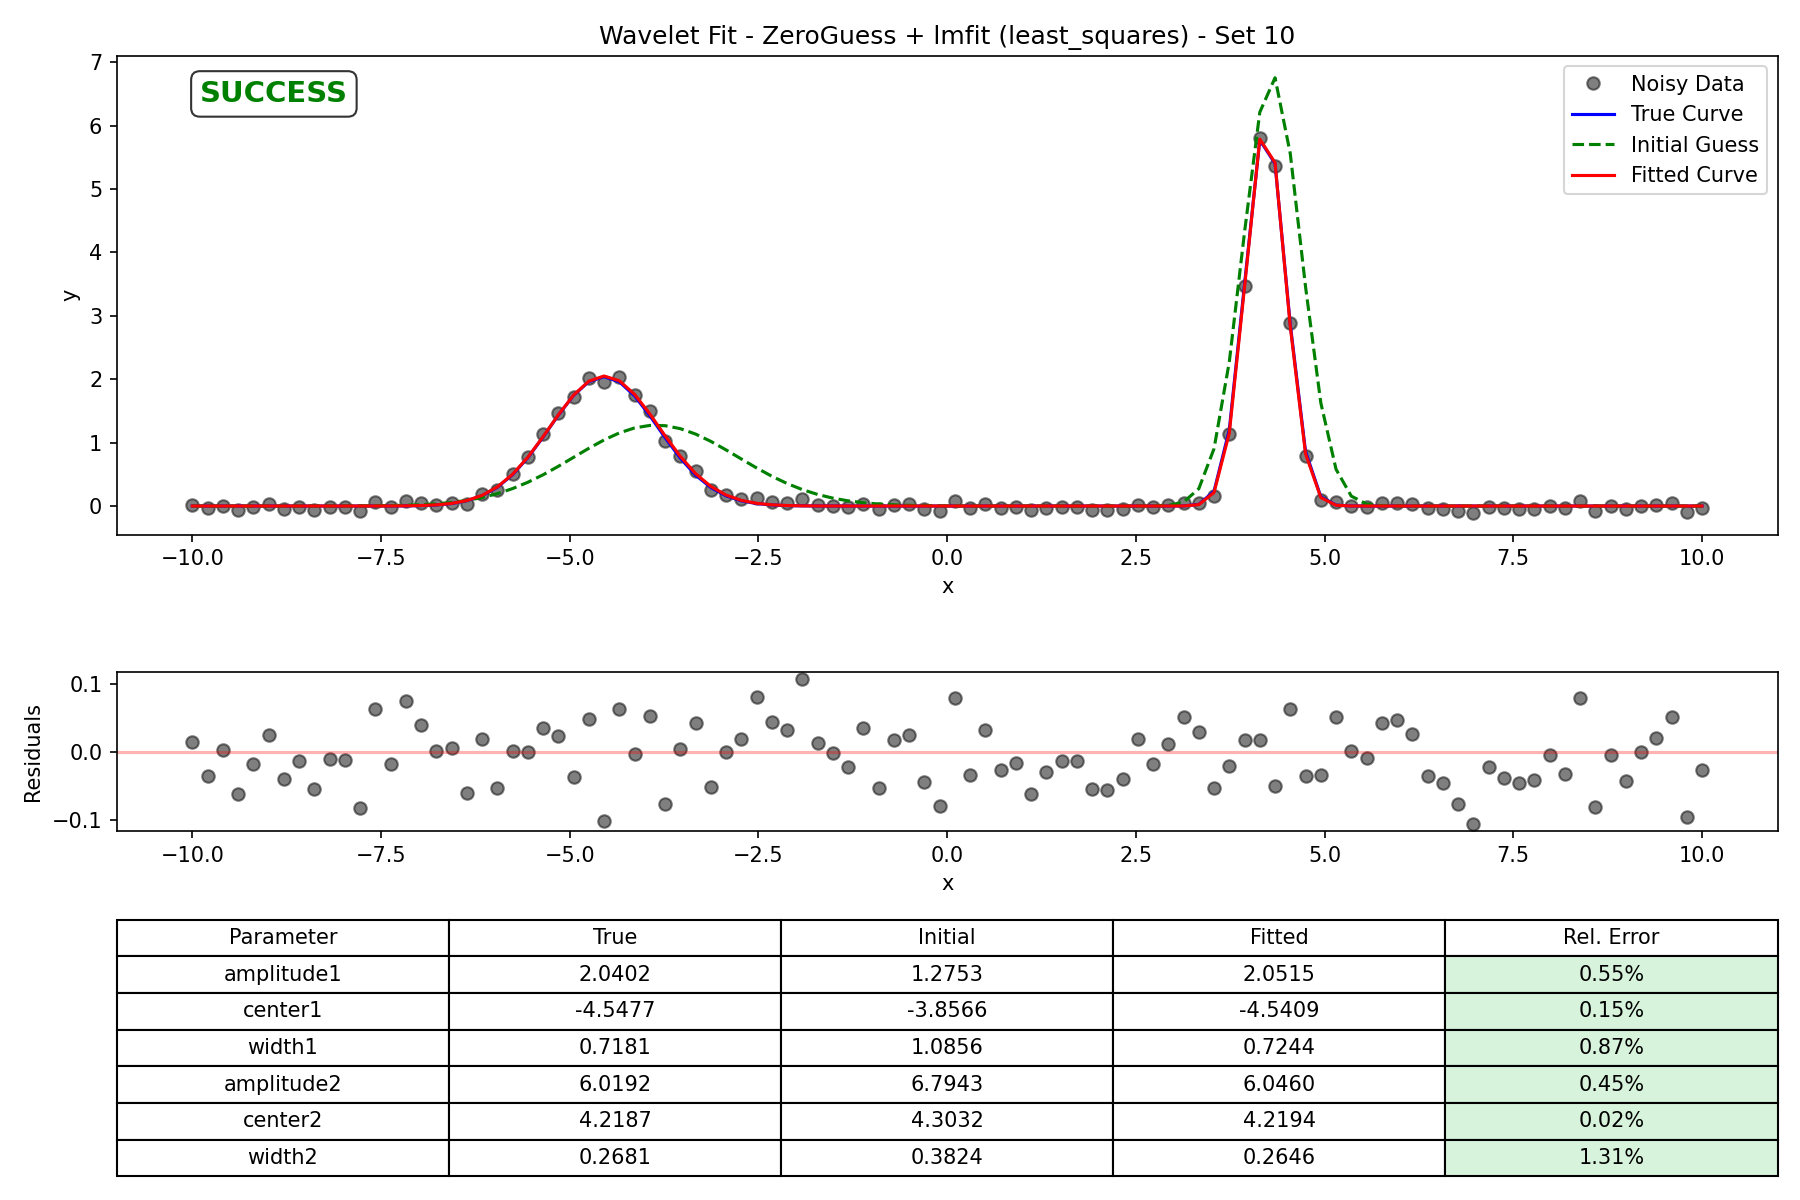 Wavelet Fit - ZeroGuess + lmfit (least_squares) - Set 10
SUCCESS
Noisy Data
True Curve
Initial Guess
Fitted Curve
y
7
6
5
4
3
2
1
0
−10.0 −7.5 −5.0 −2.5 0.0 2.5 5.0 7.5 10.0
x
Residuals
0.1
0.0
−0.1
−10.0 −7.5 −5.0 −2.5 0.0 2.5 5.0 7.5 10.0
x
Parameter True Initial Fitted Rel. Error
amplitude1 2.0402 1.2753 2.0515 0.55%
center1 -4.5477 -3.8566 -4.5409 0.15%
width1 0.7181 1.0856 0.7244 0.87%
amplitude2 6.0192 6.7943 6.0460 0.45%
center2 4.2187 4.3032 4.2194 0.02%
width2 0.2681 0.3824 0.2646 1.31%